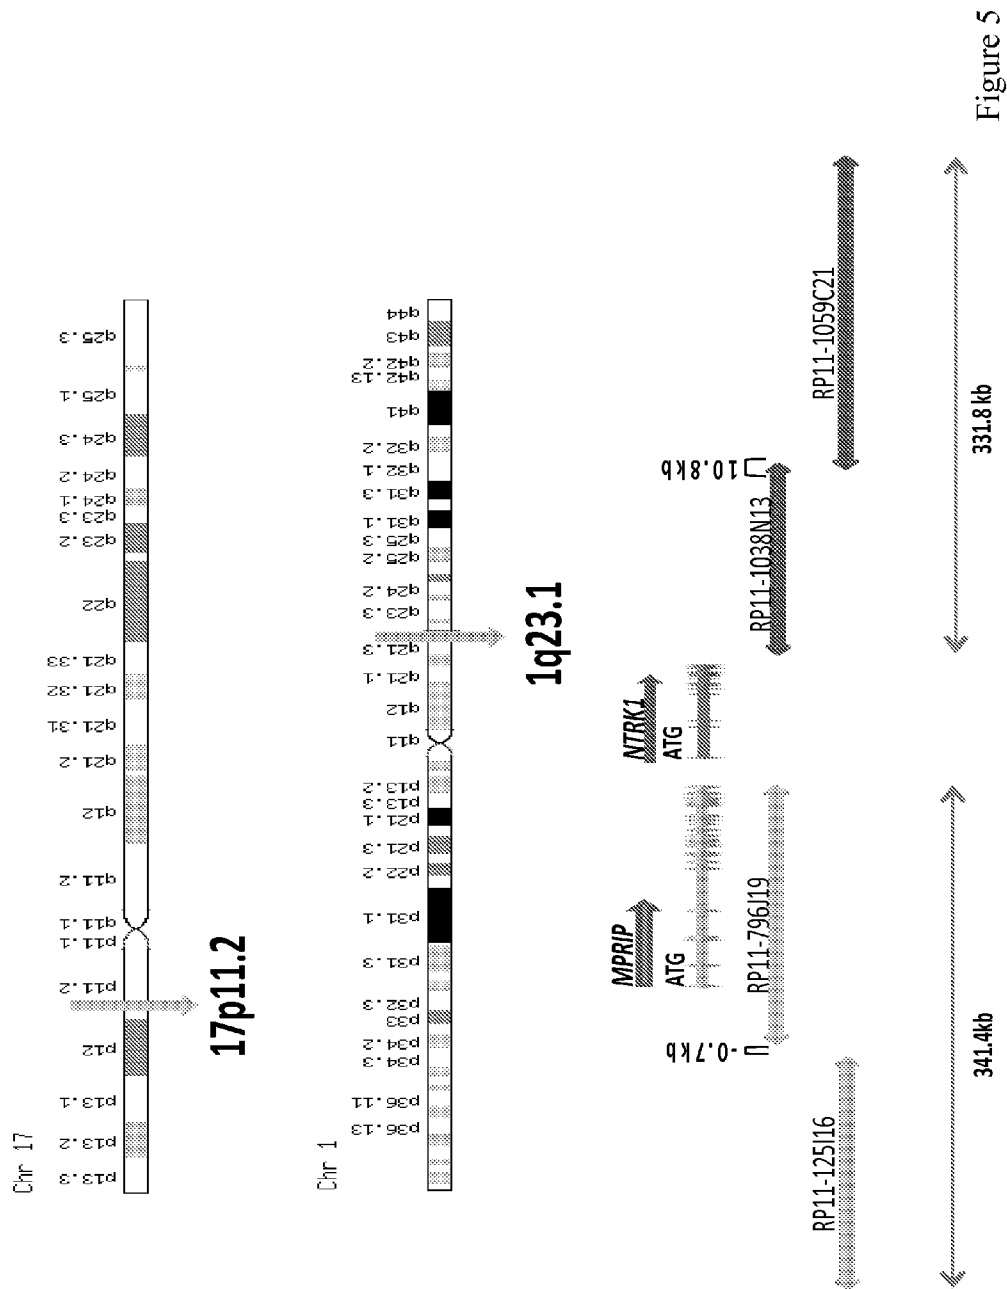 Chr 17
p13.3
p13.2
p13.1
p12
p11.2
p11.1
q11.1
q11.2
q12
q21.2
q21.31
q21.32
q21.33
q22
q23.2
q23.3
q24.1
q24.2
q24.3
q25.1
q25.3
17p11.2
Chr 1
p36.13
p36.11
p34.3
p34.2
p33
p32.3
p31.3
p31.1
p22.2
p21.3
p21.1
p13.3
p13.2
q11
q12
q21.1
q21.3
q23.3
q24.2
q25.2
q25.3
q31.1
q31.3
q32.1
q32.2
q41
q42.13
q42.2
q43
q44
1q23.1
MPRIP
NTRK1
ATG
ATG
-0.7kb
10.8kb
RP11-796J19
RP11-1038N13
RP11-125I16
RP11-1059C21
341.4kb
331.8kb
Figure 5